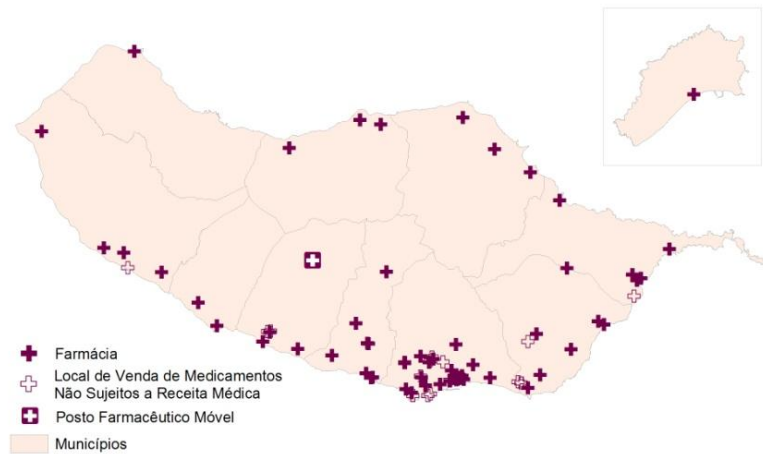 Farmácia
Local de Venda de Medicamentos
Não Sujeitos a Receita Médica
Posto Farmacêutico Móvel
Municípios